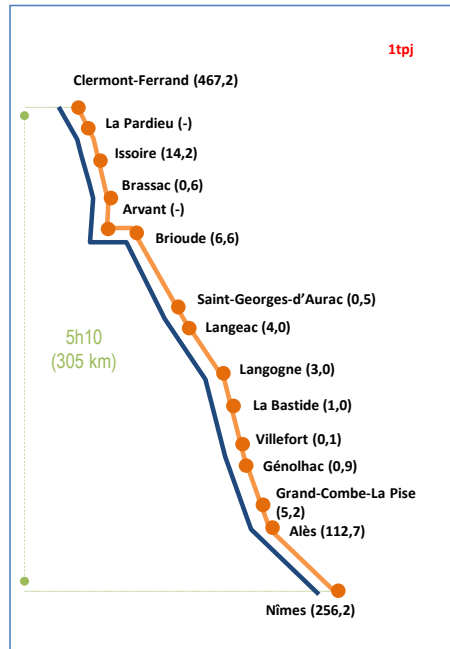 1tpj
Clermont-Ferrand (467,2)
La Pardieu (-)
Issoire (14,2)
Brassac (0,6)
Arvant (-)
Brioude (6,6)
Saint-Georges-d'Aurac (0,5)
Langeac (4,0)
5h10
(305 km)
Langogne (3,0)
La Bastide (1,0)
Villefort (0,1)
Génolhac (0,9)
Grand-Combe-La Pise
(5,2)
Alès (112,7)
Nîmes (256,2)